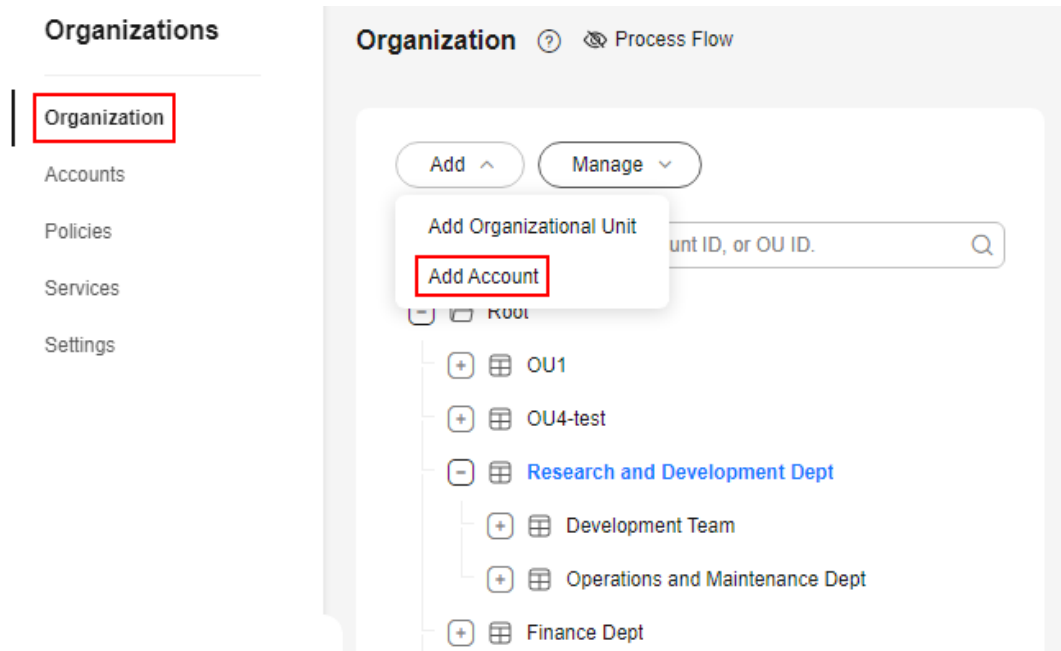 Organizations
Organization
Accounts
Policies
Services
Settings
Organization ? Process Flow
Add Manage
Add Organizational Unit
Add Account
unt ID, or OU ID.
Root
OU1
OU4-test
Research and Development Dept
Development Team
Operations and Maintenance Dept
Finance Dept